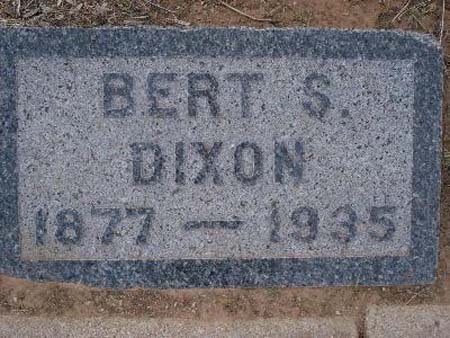 BERT S.
DIXON
1877 — 1935